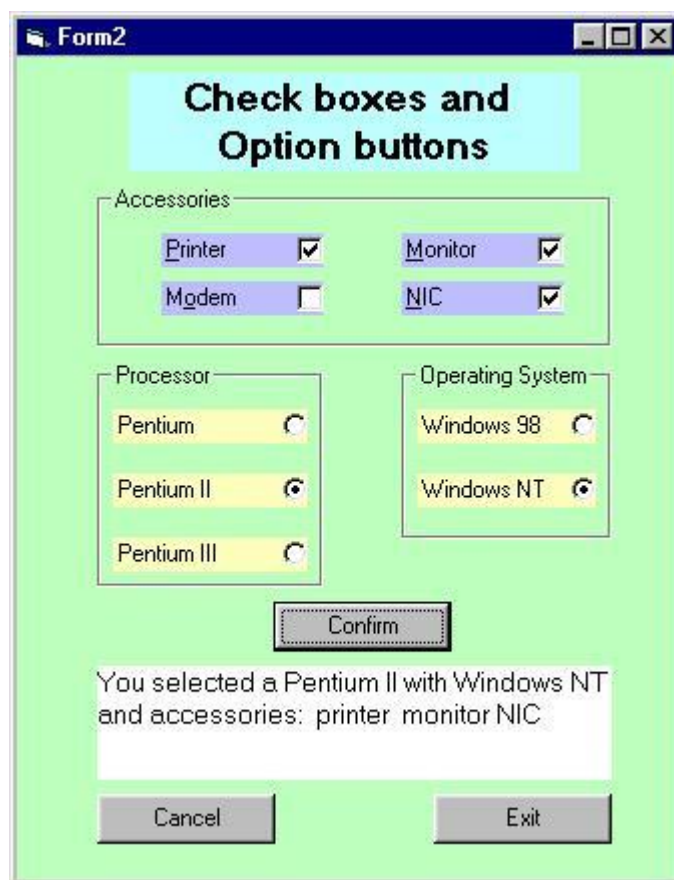 Form2
Check boxes and
Option buttons
Accessories
Printer
Monitor
Modem
NIC
Processor
Operating System
Pentium
Windows 98
Pentium II
Windows NT
Pentium III
Confirm
You selected a Pentium II with Windows NT
and accessories:  printer  monitor NIC
Cancel
Exit